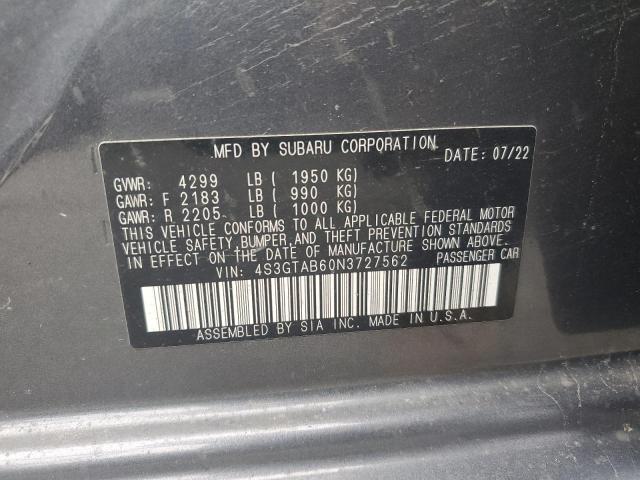 MFD BY SUBARU CORPORATION
DATE: 07/22
GVWR: 4299 LB ( 1950 KG)
GAWR: F 2183 LB ( 990 KG)
GAWR: R 2205 LB ( 1000 KG)
THIS VEHICLE CONFORMS TO ALL APPLICABLE FEDERAL MOTOR
VEHICLE SAFETY, BUMPER, AND THEFT PREVENTION STANDARDS
IN EFFECT ON THE DATE OF MANUFACTURE SHOWN ABOVE.
VIN: 4S3GTAB60N3727562 PASSENGER CAR
ASSEMBLED BY SIA INC. MADE IN U.S.A.